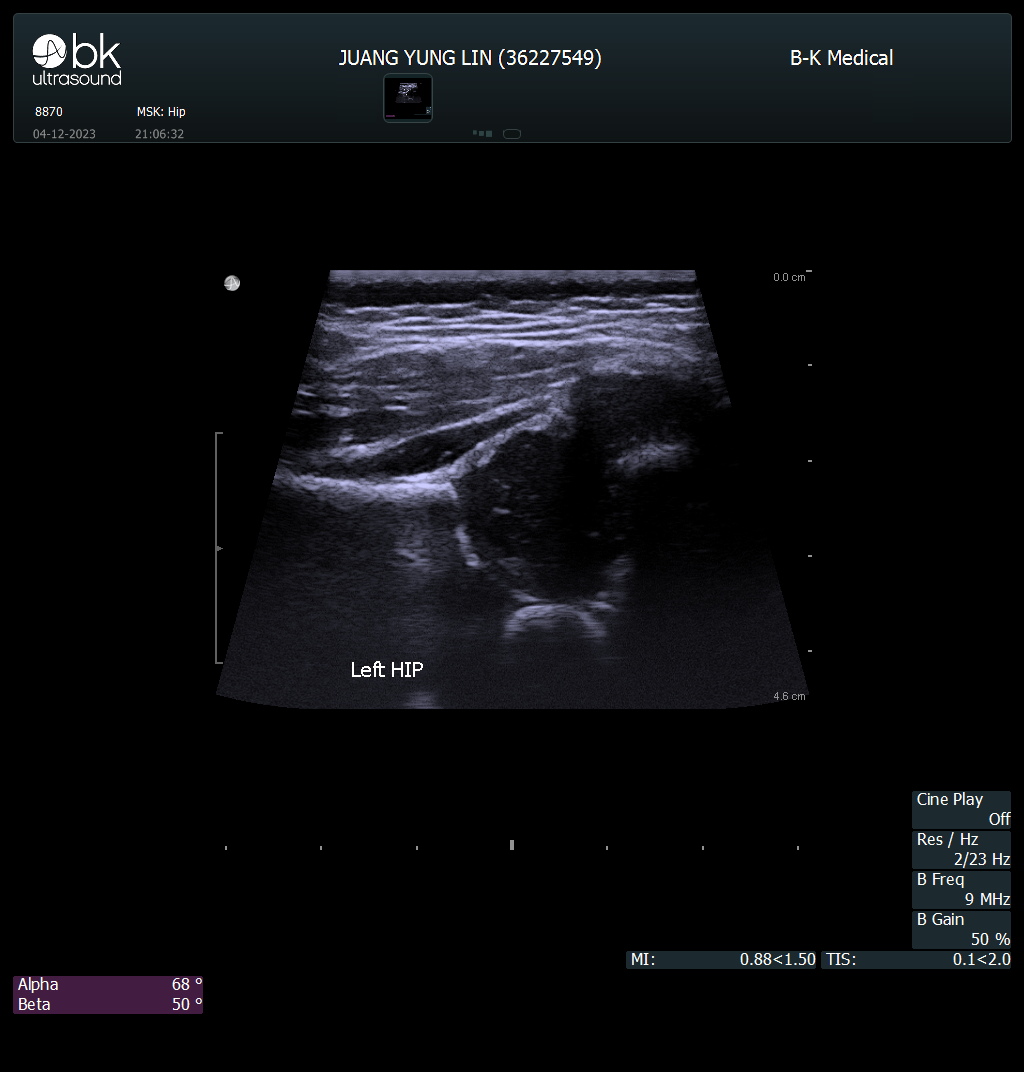 bk
ultrasound
JUANG YUNG LIN (36227549)
B-K Medical
8870
MSK: Hip
04-12-2023
21:06:32
0.0 cm
Left HIP
4.6 cm
Cine Play
Off
Res / Hz
2/23 Hz
B Freq
9 MHz
B Gain
50 %
MI: 0.88<1.50
TIS: 0.1<2.0
Alpha 68 °
Beta 50 °